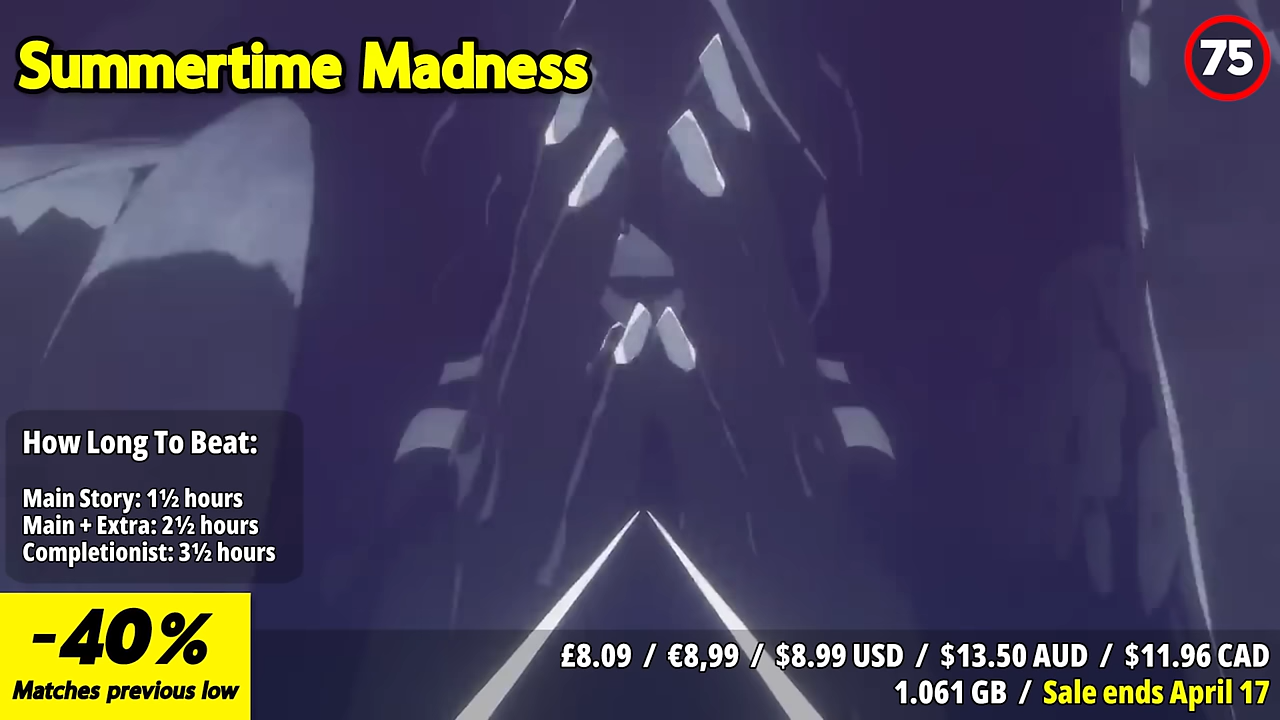 Summertime Madness
75
How Long To Beat:
Main Story: 1½ hours
Main + Extra: 2½ hours
Completionist: 3½ hours
-40%
Matches previous low
£8.09 / €8,99 / $8.99 USD / $13.50 AUD / $11.96 CAD
1.061 GB / Sale ends April 17